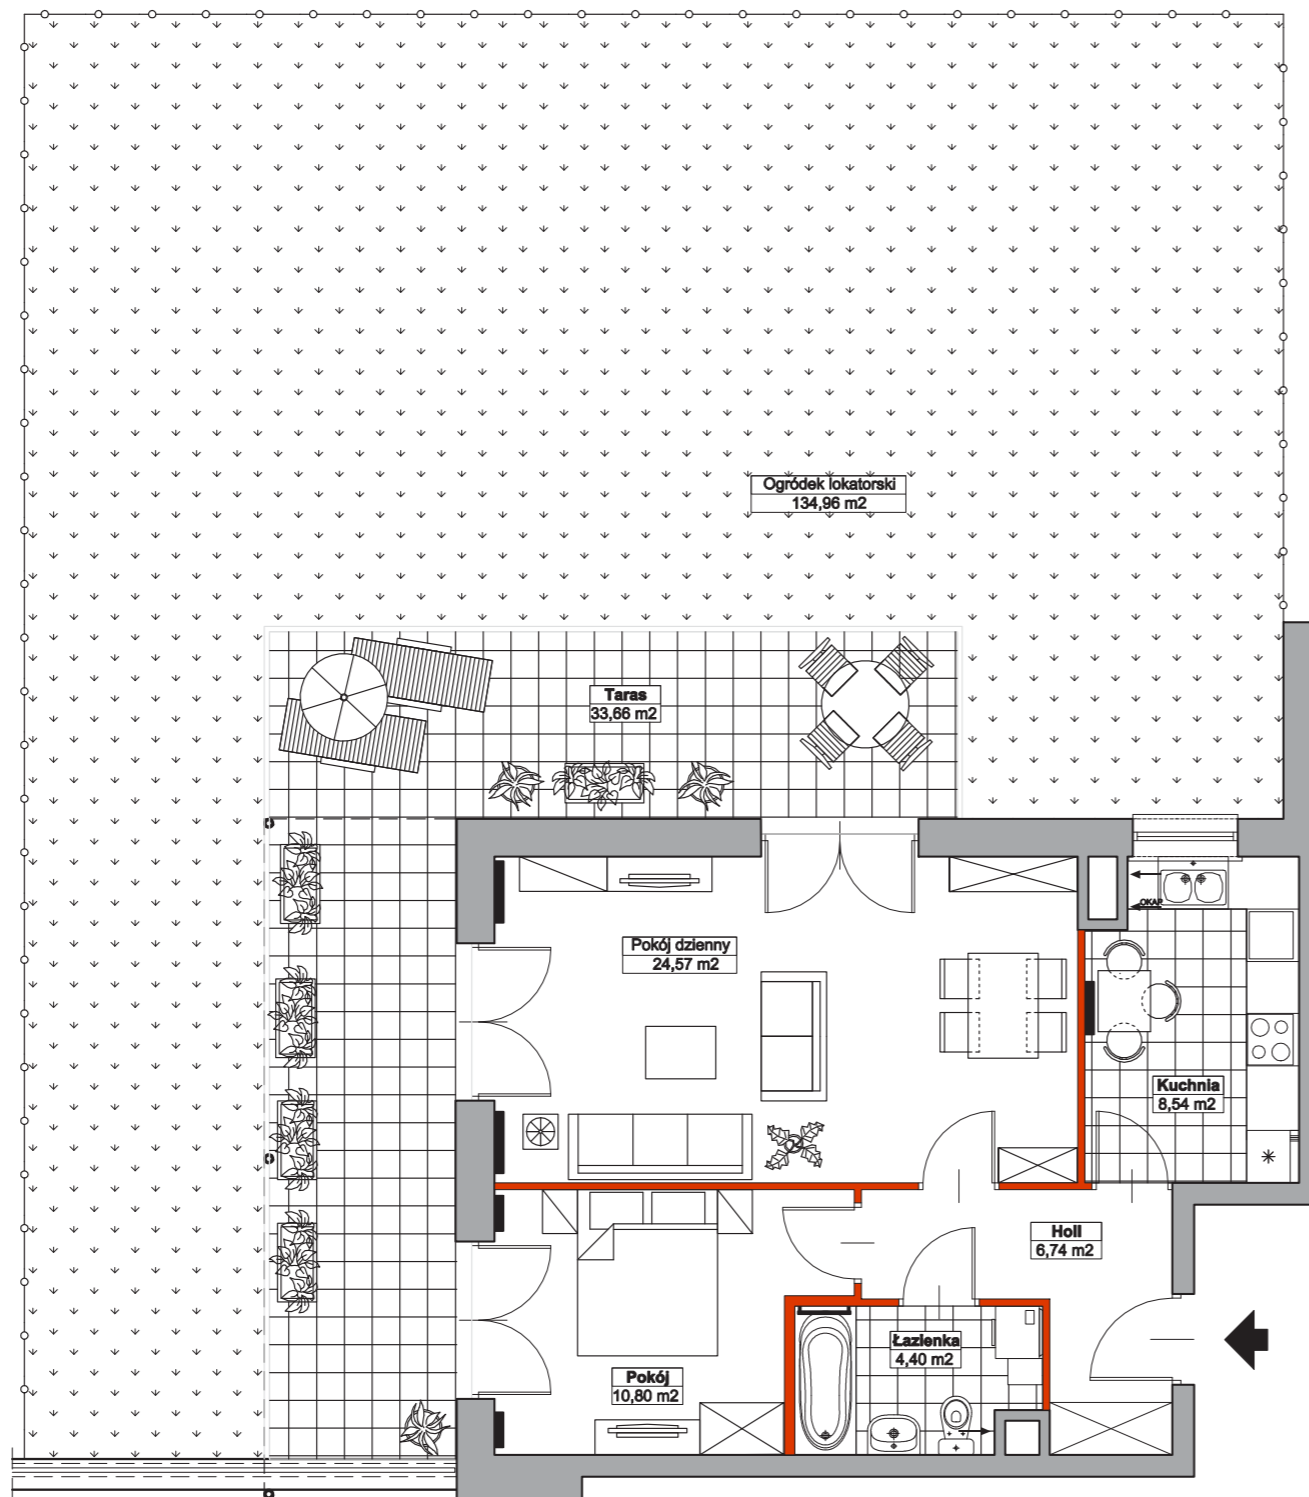 Ogródek lokatorski
134,96 m2
Taras
33,66 m2
OKAP
Pokój dzienny
24,57 m2
Kuchnia
8,54 m2
Holl
6,74 m2
Łazienka
4,40 m2
Pokój
10,80 m2